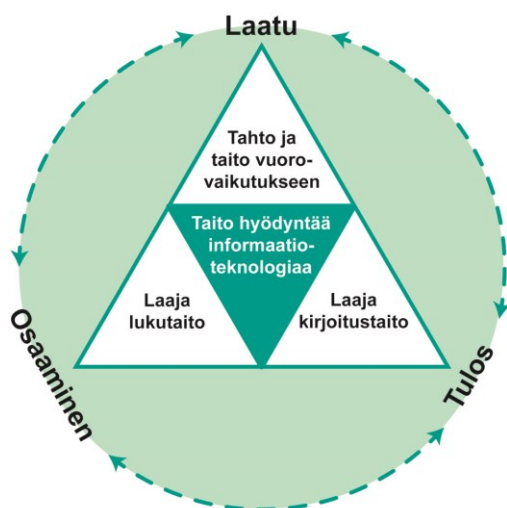 Laatu
Tahto ja
taito vuoro-
vaikutukseen
Taito hyödyntää
informaatio-
teknologiaa
Laaja
lukutaito
Laaja
kirjoitustaito
Osaaminen
Tulos